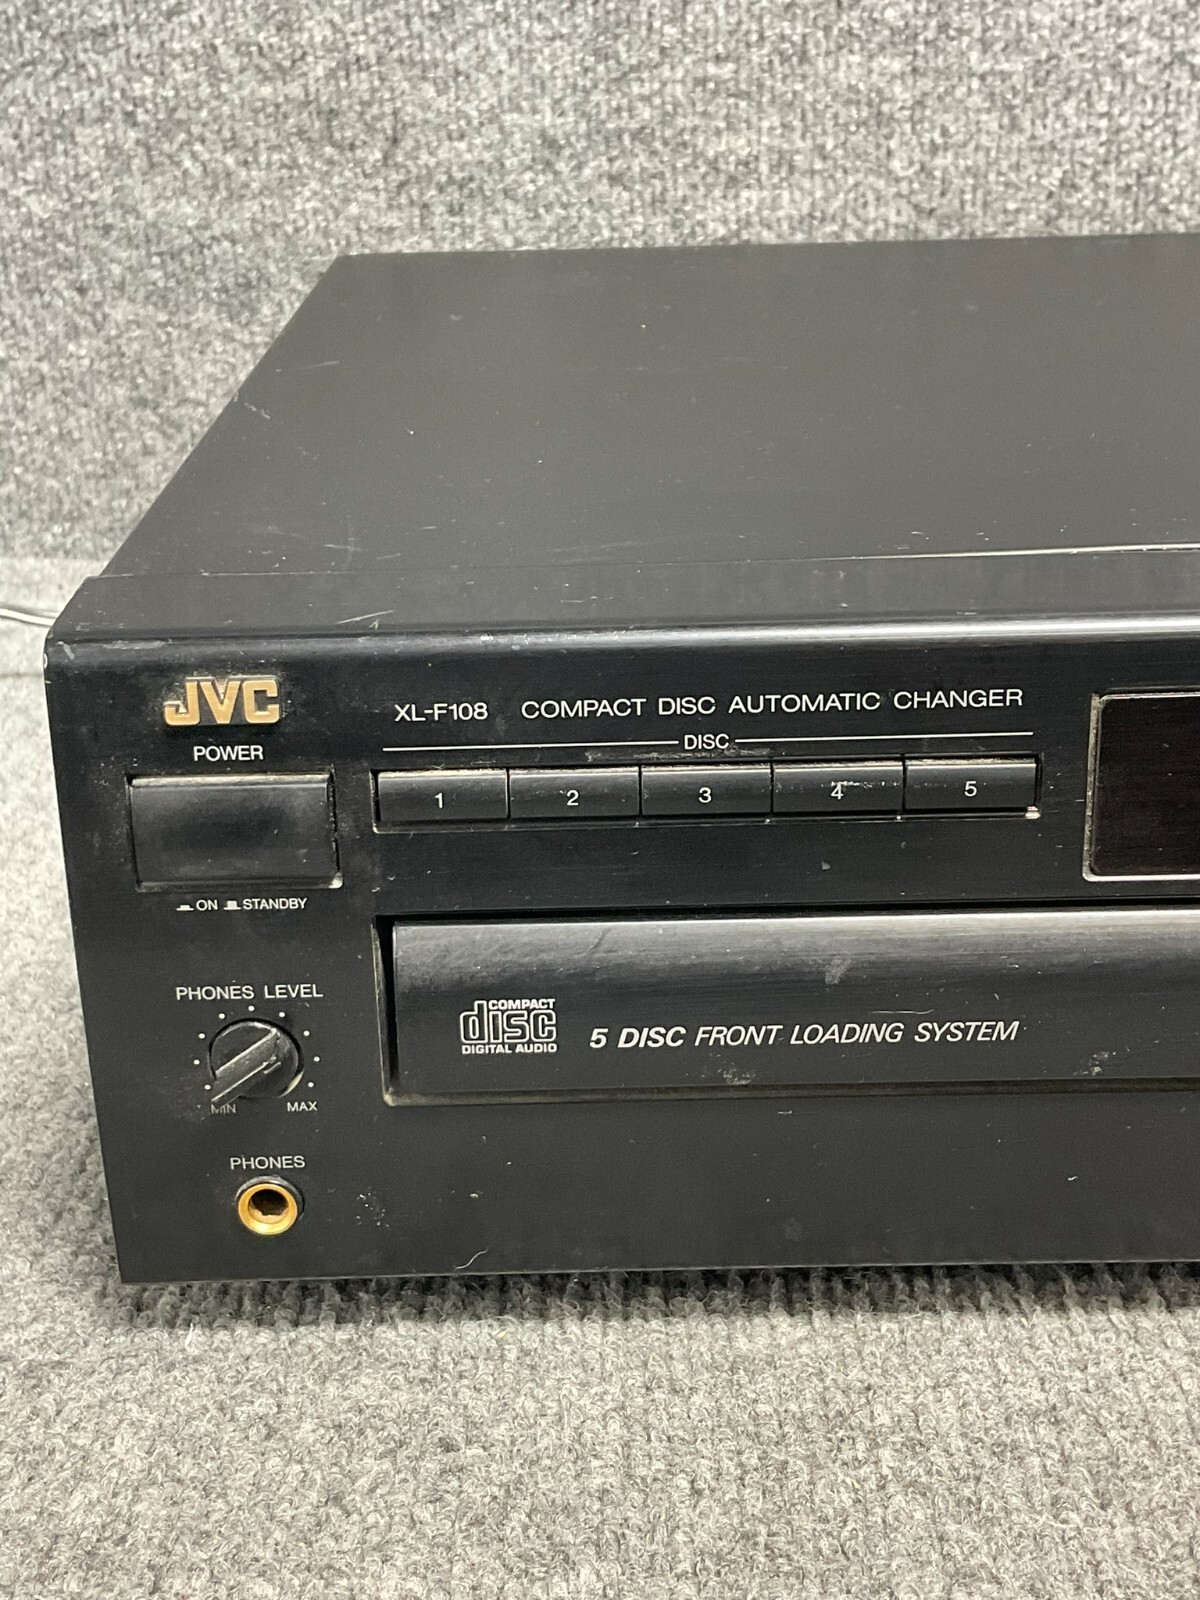 JVC
XL-F108 COMPACT DISC AUTOMATIC CHANGER
POWER
DISC
1 2 3 4 5
ON STANDBY
PHONES LEVEL
MIN MAX
COMPACT
disc
DIGITAL AUDIO
5 DISC FRONT LOADING SYSTEM
PHONES